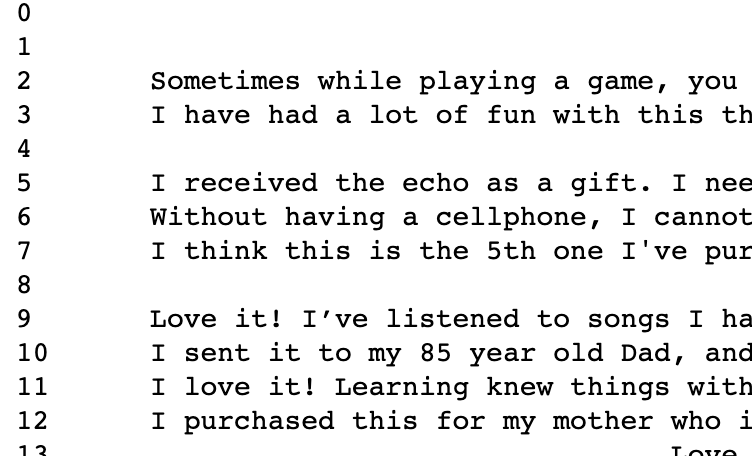 0
1
2 Sometimes while playing a game, you
3 I have had a lot of fun with this th
4
5 I received the echo as a gift. I nee
6 Without having a cellphone, I cannot
7 I think this is the 5th one I've pur
8
9 Love it! I’ve listened to songs I ha
10 I sent it to my 85 year old Dad, and
11 I love it! Learning knew things with
12 I purchased this for my mother who i
13 Love